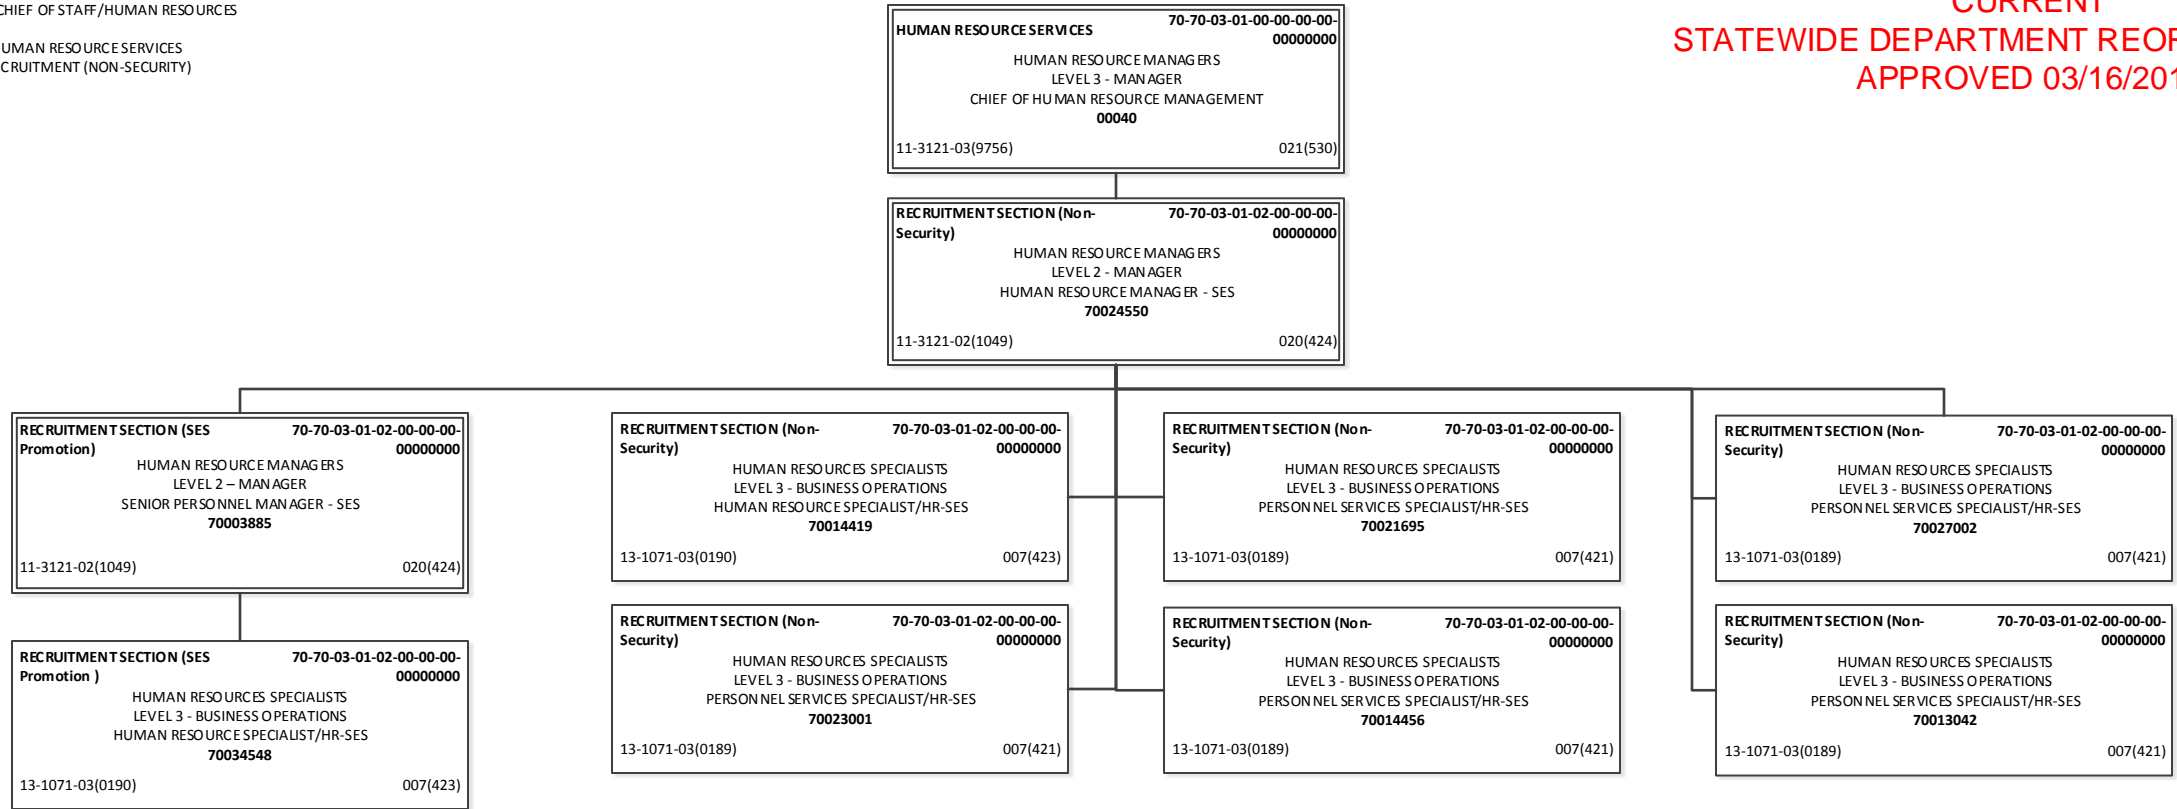 CHIEF OF STAFF/HUMAN RESOURCES
UMAN RESOURCE SERVICES
CRUITMENT (NON-SECURITY)
CURRENT
STATEWIDE DEPARTMENT REOR
APPROVED 03/16/201
HUMAN RESOURCE SERVICES 70-70-03-01-00-00-00-00-
00000000
HUMAN RESOURCE MANAGERS
LEVEL 3 - MANAGER
CHIEF OF HUMAN RESOURCE MANAGEMENT
00040
11-3121-03(9756) 021(530)
RECRUITMENT SECTION (Non- 70-70-03-01-02-00-00-00-
Security) 00000000
HUMAN RESOURCE MANAGERS
LEVEL 2 - MANAGER
HUMAN RESOURCE MANAGER - SES
70024550
11-3121-02(1049) 020(424)
RECRUITMENT SECTION (SES 70-70-03-01-02-00-00-00-
Promotion) 00000000
HUMAN RESOURCE MANAGERS
LEVEL 2 – MANAGER
SENIOR PERSONNEL MANAGER - SES
70003885
11-3121-02(1049) 020(424)
RECRUITMENT SECTION (Non- 70-70-03-01-02-00-00-00-
Security) 00000000
HUMAN RESOURCES SPECIALISTS
LEVEL 3 - BUSINESS OPERATIONS
HUMAN RESOURCE SPECIALIST/HR-SES
70014419
13-1071-03(0190) 007(423)
RECRUITMENT SECTION (Non- 70-70-03-01-02-00-00-00-
Security) 00000000
HUMAN RESOURCES SPECIALISTS
LEVEL 3 - BUSINESS OPERATIONS
PERSONNEL SERVICES SPECIALIST/HR-SES
70021695
13-1071-03(0189) 007(421)
RECRUITMENT SECTION (Non- 70-70-03-01-02-00-00-00-
Security) 00000000
HUMAN RESOURCES SPECIALISTS
LEVEL 3 - BUSINESS OPERATIONS
PERSONNEL SERVICES SPECIALIST/HR-SES
70027002
13-1071-03(0189) 007(421)
RECRUITMENT SECTION (SES 70-70-03-01-02-00-00-00-
Promotion ) 00000000
HUMAN RESOURCES SPECIALISTS
LEVEL 3 - BUSINESS OPERATIONS
HUMAN RESOURCE SPECIALIST/HR-SES
70034548
13-1071-03(0190) 007(423)
RECRUITMENT SECTION (Non- 70-70-03-01-02-00-00-00-
Security) 00000000
HUMAN RESOURCES SPECIALISTS
LEVEL 3 - BUSINESS OPERATIONS
PERSONNEL SERVICES SPECIALIST/HR-SES
70023001
13-1071-03(0189) 007(421)
RECRUITMENT SECTION (Non- 70-70-03-01-02-00-00-00-
Security) 00000000
HUMAN RESOURCES SPECIALISTS
LEVEL 3 - BUSINESS OPERATIONS
PERSONNEL SERVICES SPECIALIST/HR-SES
70014456
13-1071-03(0189) 007(421)
RECRUITMENT SECTION (Non- 70-70-03-01-02-00-00-00-
Security) 00000000
HUMAN RESOURCES SPECIALISTS
LEVEL 3 - BUSINESS OPERATIONS
PERSONNEL SERVICES SPECIALIST/HR-SES
70013042
13-1071-03(0189) 007(421)